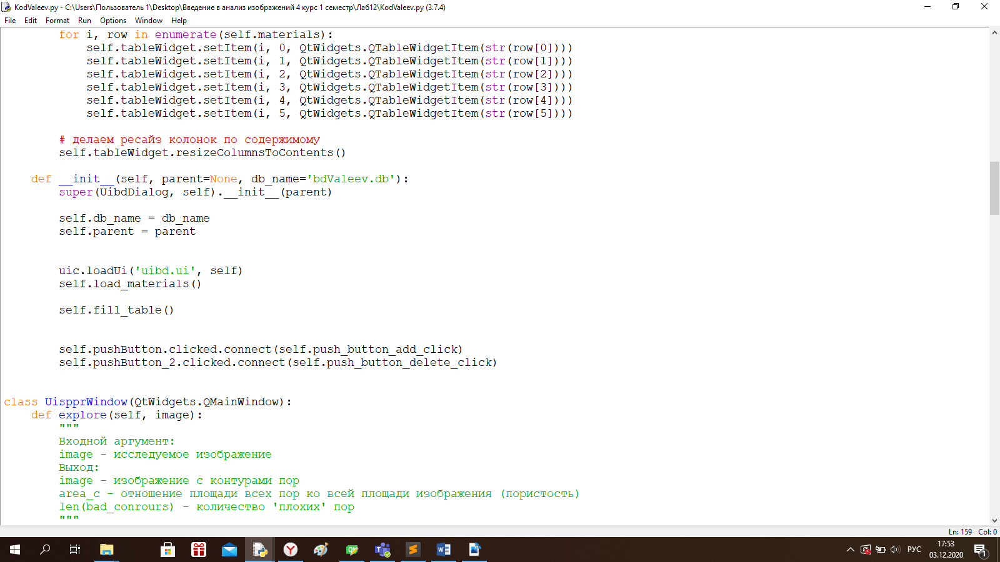 KodValeev.py - C:\Users\Пользователь 1\Desktop\Введение в анализ изображений 4 курс 1 семестр\Лаб12\KodValeev.py (3.7.4)
File Edit Format Run Options Window Help
        for i, row in enumerate(self.materials):
            self.tableWidget.setItem(i, 0, QtWidgets.QTableWidgetItem(str(row[0])))
            self.tableWidget.setItem(i, 1, QtWidgets.QTableWidgetItem(str(row[1])))
            self.tableWidget.setItem(i, 2, QtWidgets.QTableWidgetItem(str(row[2])))
            self.tableWidget.setItem(i, 3, QtWidgets.QTableWidgetItem(str(row[3])))
            self.tableWidget.setItem(i, 4, QtWidgets.QTableWidgetItem(str(row[4])))
            self.tableWidget.setItem(i, 5, QtWidgets.QTableWidgetItem(str(row[5])))
        # делаем ресайз колонок по содержимому
        self.tableWidget.resizeColumnsToContents()
    def __init__(self, parent=None, db_name='bdValeev.db'):
        super(UibdDialog, self).__init__(parent)
        self.db_name = db_name
        self.parent = parent
        uic.loadUi('uibd.ui', self)
        self.load_materials()
        self.fill_table()
        self.pushButton.clicked.connect(self.push_button_add_click)
        self.pushButton_2.clicked.connect(self.push_button_delete_click)
class UispprWindow(QtWidgets.QMainWindow):
    def explore(self, image):
        """
        Входной аргумент:
        image - исследуемое изображение
        Выход:
        image - изображение с контурами пор
        area_c - отношение площади всех пор ко всей площади изображения (пористость)
        len(bad_conrours) - количество 'плохих' пор
        """
Ln: 159 Col: 0
РУС
17:53
03.12.2020
1